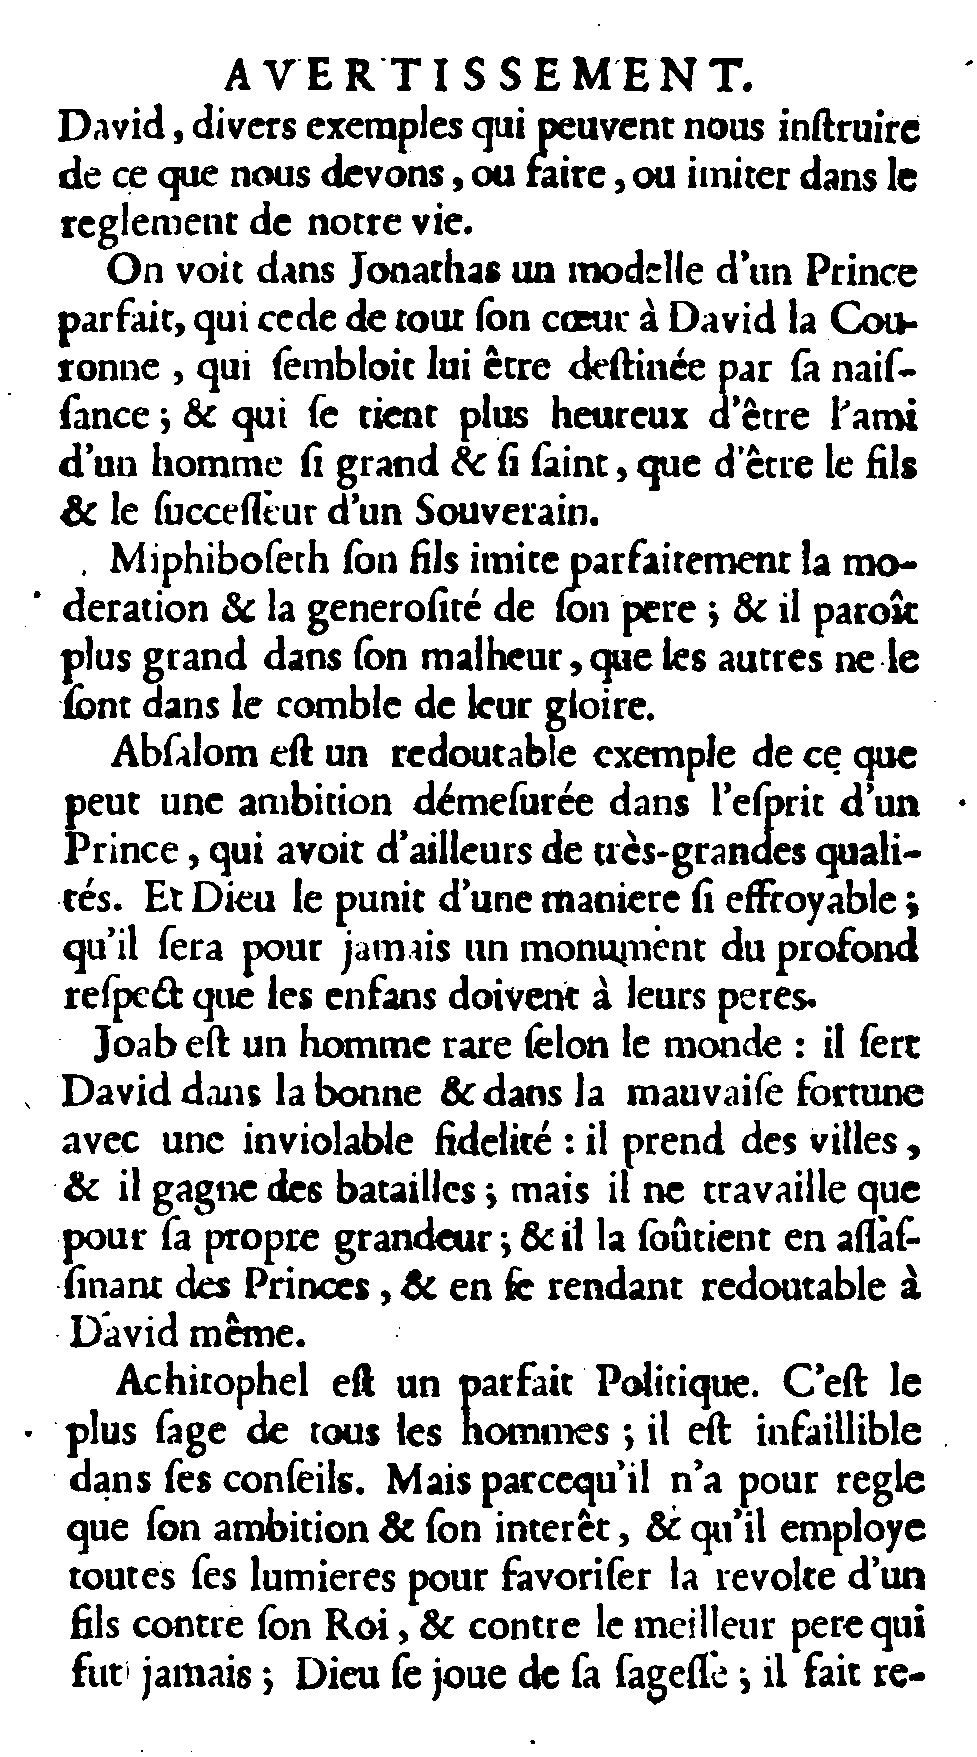 AVERTISSEMENT.
David, divers exemples qui peuvent nous inſtruire
de ce que nous devons, ou faire, ou imiter dans le
reglement de notre vie.
On voit dans Jonathas un modelle d'un Prince
parfait, qui cede de tout ſon cœur à David la Cou-
ronne, qui ſembloit lui être deſtinée par ſa naiſ-
ſance; & qui ſe tient plus heureux d'être l'ami
d'un homme ſi grand & ſi ſaint, que d'être le fils
& le ſucceſſeur d'un Souverain.
Miphiboſeth ſon fils imite parfaitement la mo-
deration & la generoſité de ſon pere; & il paroît
plus grand dans ſon malheur, que les autres ne le
ſont dans le comble de leur gloire.
Abſalom eſt un redoutable exemple de ce que
peut une ambition démeſurée dans l'eſprit d'un
Prince, qui avoit d'ailleurs de très-grandes quali-
tés. Et Dieu le punit d'une maniere ſi effroyable;
qu'il ſera pour jamais un monument du profond
reſpect que les enfans doivent à leurs peres.
Joab eſt un homme rare ſelon le monde : il ſert
David dans la bonne & dans la mauvaiſe fortune
avec une inviolable fidelité : il prend des villes,
& il gagne des batailles; mais il ne travaille que
pour ſa propre grandeur; & il la ſoûtient en aſſaſ-
ſinant des Princes, & en ſe rendant redoutable à
David même.
Achitophel eſt un parfait Politique. C'eſt le
plus ſage de tous les hommes; il eſt infaillible
dans ſes conſeils. Mais parcequ'il n'a pour regle
que ſon ambition & ſon interêt, & qu'il employe
toutes ſes lumieres pour favoriſer la revolte d'un
fils contre ſon Roi, & contre le meilleur pere qui
fut jamais; Dieu ſe joue de ſa ſageſſe; il fait re-